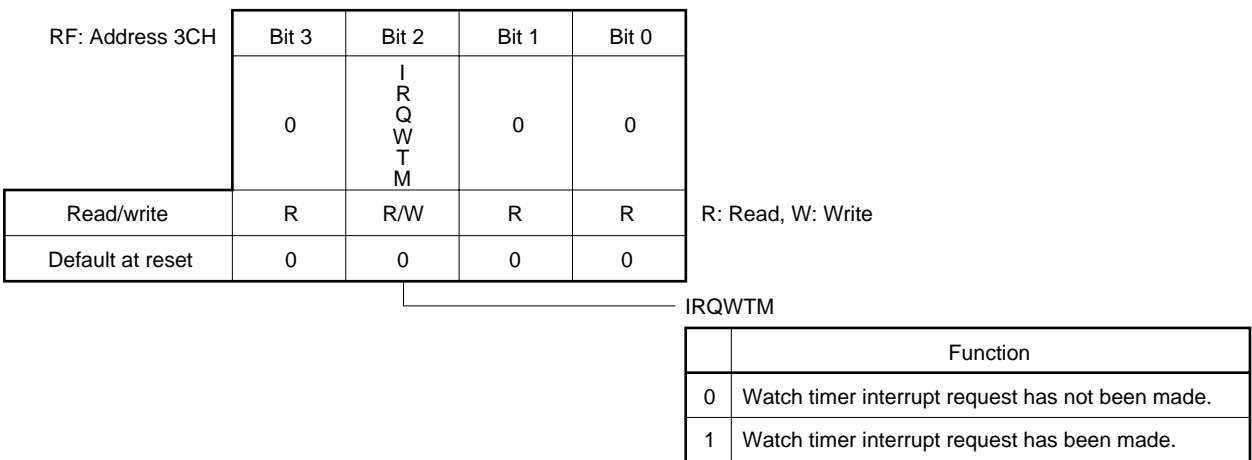 RF: Address 3CH Bit 3 Bit 2 Bit 1 Bit 0
0 IRQWTM 0 0
Read/write R R/W R R R: Read, W: Write
Default at reset 0 0 0 0
IRQWTM
Function
0 Watch timer interrupt request has not been made.
1 Watch timer interrupt request has been made.